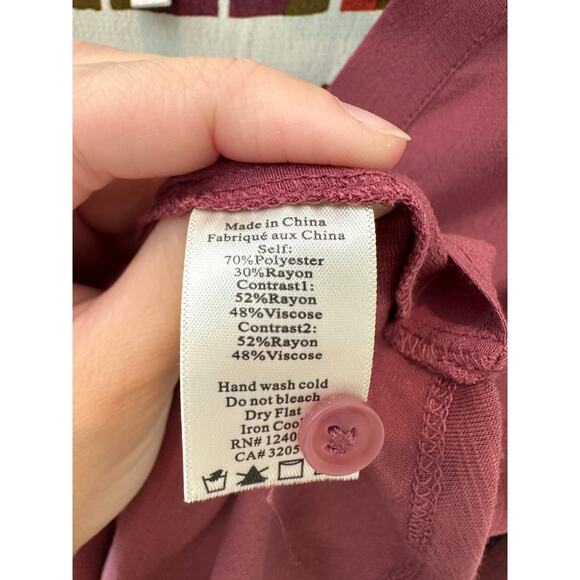 Made in China
Fabriqué aux China
Self:
70%Polyester
30%Rayon
Contrast1:
52%Rayon
48%Viscose
Contrast2:
52%Rayon
48%Viscose
Hand wash cold
Do not bleach
Dry Flat
Iron Cool
RN# 1240
CA# 3205